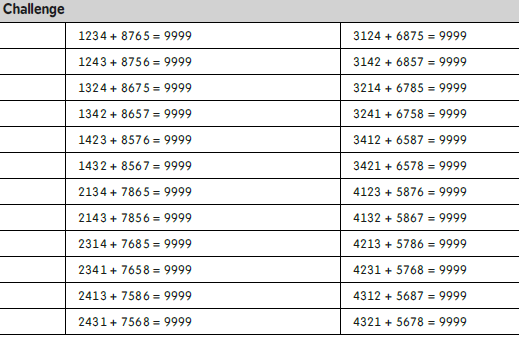 Challenge
1234 + 8765 = 9999 3124 + 6875 = 9999
1243 + 8756 = 9999 3142 + 6857 = 9999
1324 + 8675 = 9999 3214 + 6785 = 9999
1342 + 8657 = 9999 3241 + 6758 = 9999
1423 + 8576 = 9999 3412 + 6587 = 9999
1432 + 8567 = 9999 3421 + 6578 = 9999
2134 + 7865 = 9999 4123 + 5876 = 9999
2143 + 7856 = 9999 4132 + 5867 = 9999
2314 + 7685 = 9999 4213 + 5786 = 9999
2341 + 7658 = 9999 4231 + 5768 = 9999
2413 + 7586 = 9999 4312 + 5687 = 9999
2431 + 7568 = 9999 4321 + 5678 = 9999